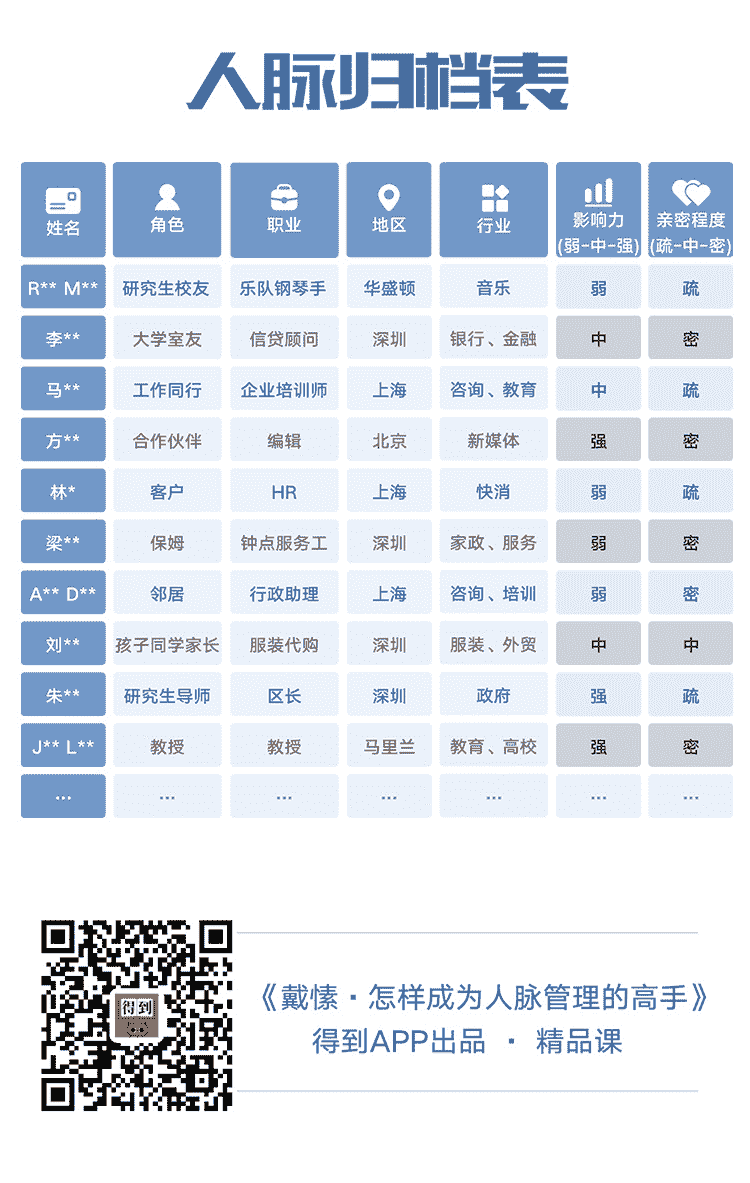 人脉归档表
姓名 角色 职业 地区 行业 影响力 (弱-中-强) 亲密程度 (疏-中-密)
R** M** 研究生校友 乐队钢琴手 华盛顿 音乐 弱 疏
李** 大学室友 信贷顾问 深圳 银行、金融 中 密
马** 工作同行 企业培训师 上海 咨询、教育 中 疏
方** 合作伙伴 编辑 北京 新媒体 强 密
林* 客户 HR 上海 快消 弱 疏
梁** 保姆 钟点服务工 深圳 家政、服务 弱 密
A** D** 邻居 行政助理 上海 咨询、培训 弱 密
刘** 孩子同学家长 服装代购 深圳 服装、外贸 中 中
朱** 研究生导师 区长 深圳 政府 强 疏
J** L** 教授 教授 马里兰 教育、高校 强 密
... ... ... ... ... ... ...
得到
《戴愫·怎样成为人脉管理的高手》
得到APP出品 · 精品课